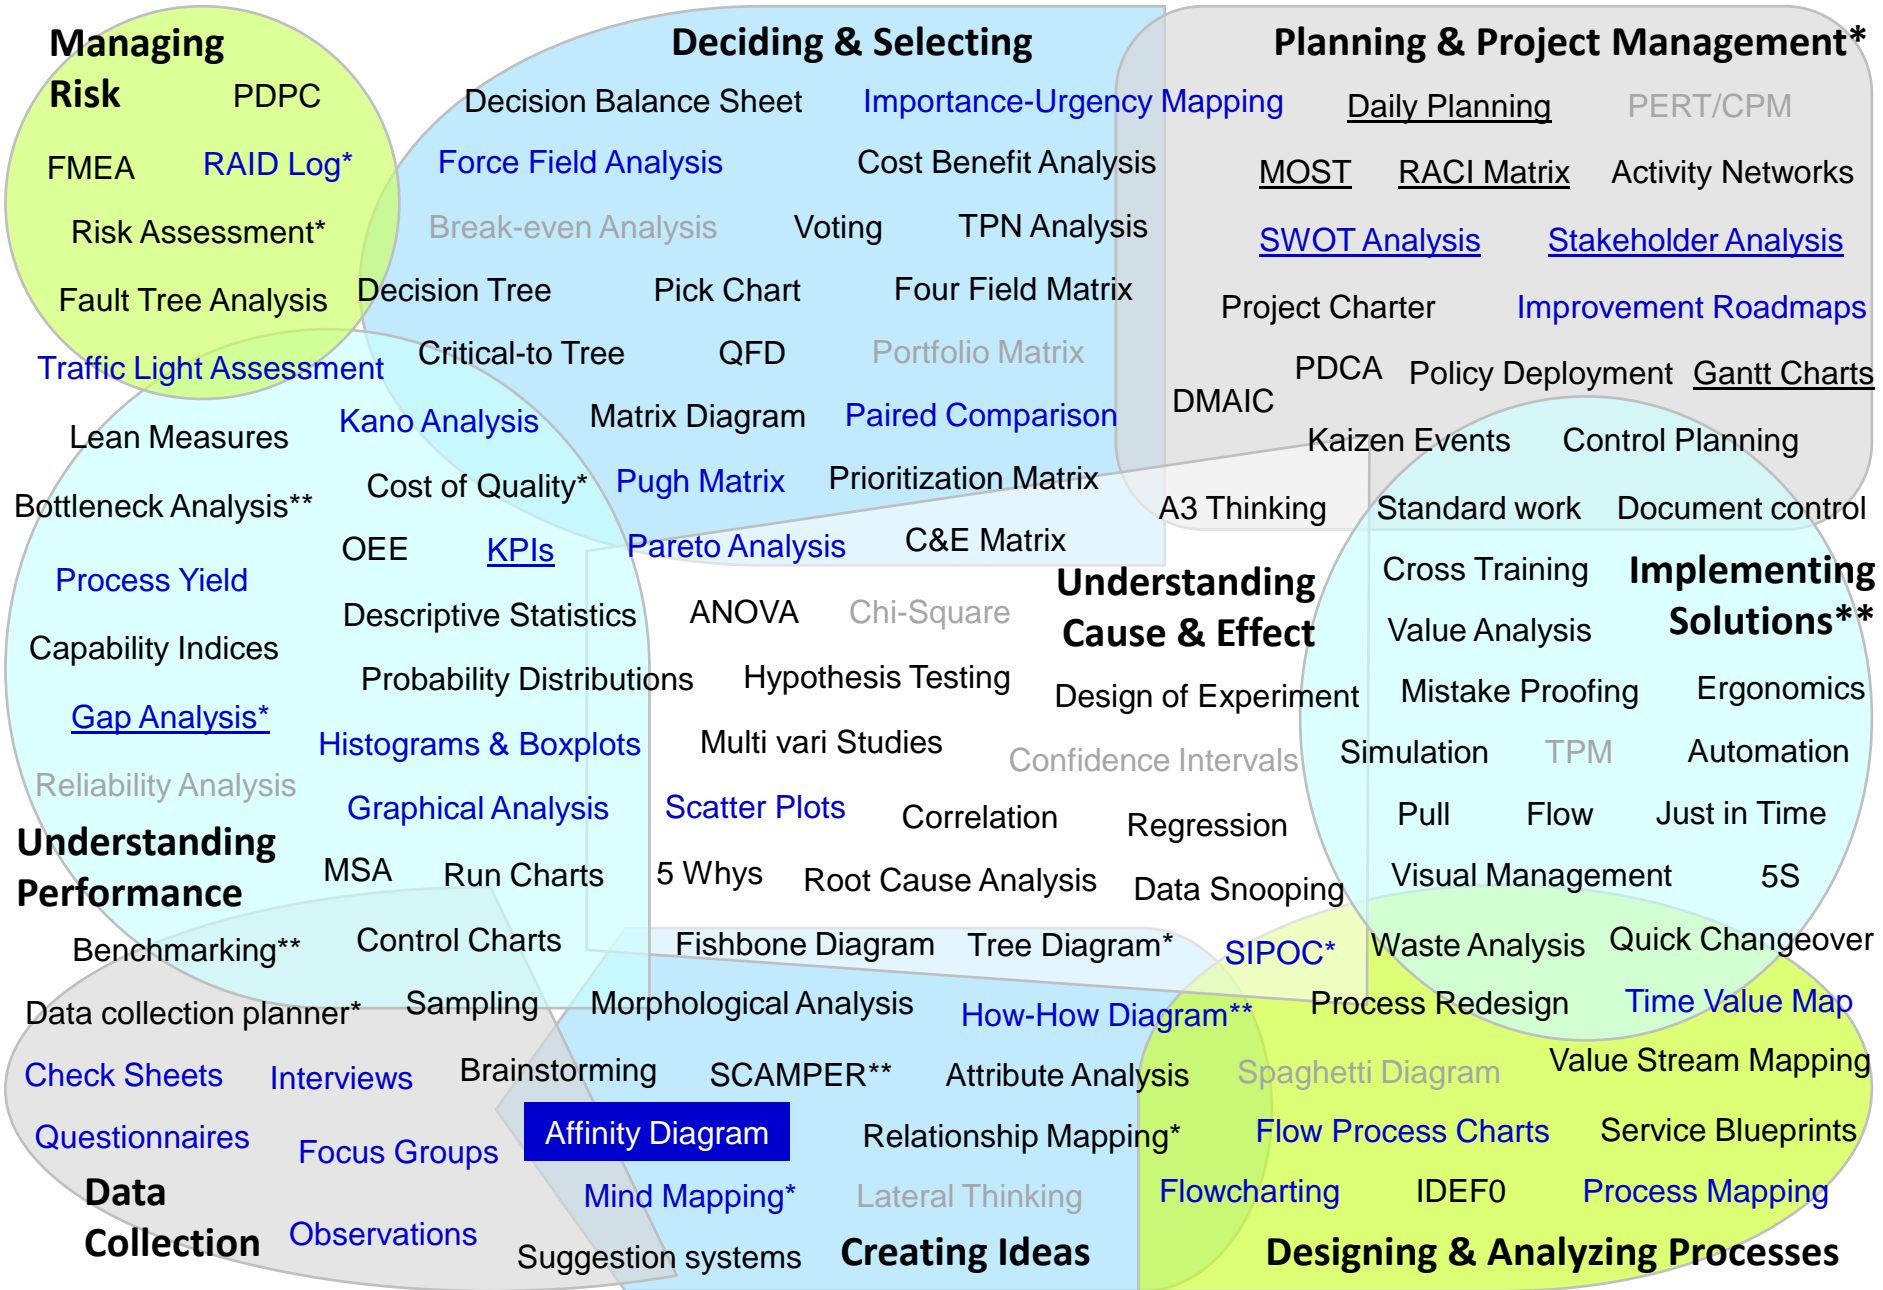 Managing
Risk
PDPC
FMEA
RAID Log*
Risk Assessment*
Fault Tree Analysis
Traffic Light Assessment
Deciding & Selecting
Decision Balance Sheet
Importance-Urgency Mapping
Force Field Analysis
Cost Benefit Analysis
Break-even Analysis
Voting
TPN Analysis
Decision Tree
Pick Chart
Four Field Matrix
Critical-to Tree
QFD
Portfolio Matrix
Kano Analysis
Matrix Diagram
Paired Comparison
Cost of Quality*
Pugh Matrix
Prioritization Matrix
Pareto Analysis
C&E Matrix
Planning & Project Management*
Daily Planning
PERT/CPM
MOST
RACI Matrix
Activity Networks
SWOT Analysis
Stakeholder Analysis
Project Charter
Improvement Roadmaps
PDCA
Policy Deployment
Gantt Charts
DMAIC
Kaizen Events
Control Planning
A3 Thinking
Standard work
Document control
Lean Measures
Bottleneck Analysis**
OEE
KPIs
Process Yield
Descriptive Statistics
Capability Indices
Probability Distributions
Gap Analysis*
Histograms & Boxplots
Reliability Analysis
Graphical Analysis
Understanding
Performance
MSA
Run Charts
Benchmarking**
Control Charts
Understanding
Cause & Effect
ANOVA
Chi-Square
Hypothesis Testing
Design of Experiment
Multi vari Studies
Confidence Intervals
Scatter Plots
Correlation
Regression
5 Whys
Root Cause Analysis
Data Snooping
Fishbone Diagram
Tree Diagram*
SIPOC*
Cross Training
Implementing
Solutions**
Value Analysis
Mistake Proofing
Ergonomics
Simulation
TPM
Automation
Pull
Flow
Just in Time
Visual Management
5S
Waste Analysis
Quick Changeover
Data collection planner*
Sampling
Check Sheets
Interviews
Questionnaires
Focus Groups
Data
Collection
Observations
Morphological Analysis
How-How Diagram**
Brainstorming
SCAMPER**
Attribute Analysis
Affinity Diagram
Relationship Mapping*
Mind Mapping*
Lateral Thinking
Suggestion systems
Creating Ideas
Process Redesign
Time Value Map
Spaghetti Diagram
Value Stream Mapping
Flow Process Charts
Service Blueprints
Flowcharting
IDEF0
Process Mapping
Designing & Analyzing Processes